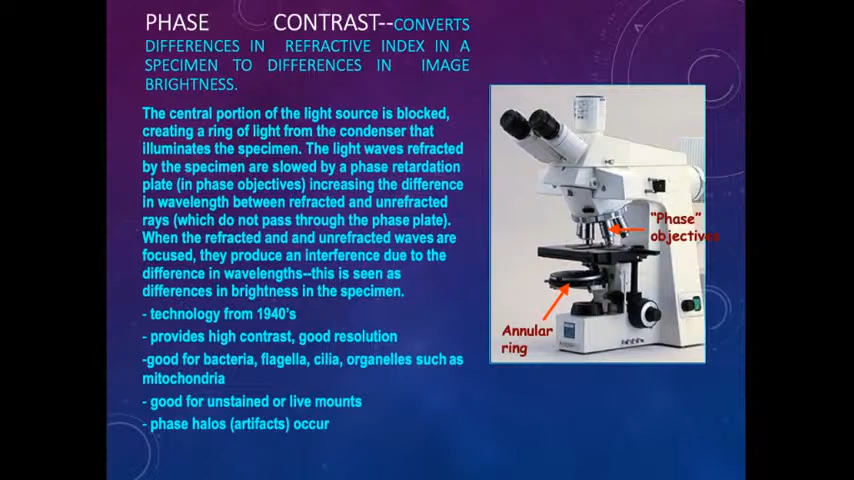 PHASE CONTRAST--CONVERTS
DIFFERENCES IN REFRACTIVE INDEX IN A
SPECIMEN TO DIFFERENCES IN IMAGE
BRIGHTNESS.
The central portion of the light source is blocked,
creating a ring of light from the condenser that
illuminates the specimen. The light waves refracted
by the specimen are slowed by a phase retardation
plate (in phase objectives) increasing the difference
in wavelength between refracted and unrefracted
rays (which do not pass through the phase plate).
When the refracted and and unrefracted waves are
focused, they produce an interference due to the
difference in wavelengths--this is seen as
differences in brightness in the specimen.
- technology from 1940's
- provides high contrast, good resolution
-good for bacteria, flagella, cilia, organelles such as
mitochondria
- good for unstained or live mounts
- phase halos (artifacts) occur
"Phase"
objectives
Annular
ring